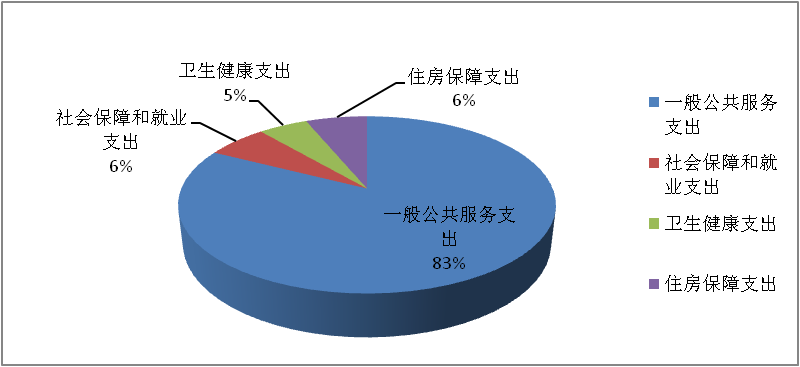 卫生健康支出
5%
住房保障支出
6%
社会保障和就业
支出
6%
一般公共服务支
出
83%
一般公共服务
支出
社会保障和就
业支出
卫生健康支出
住房保障支出